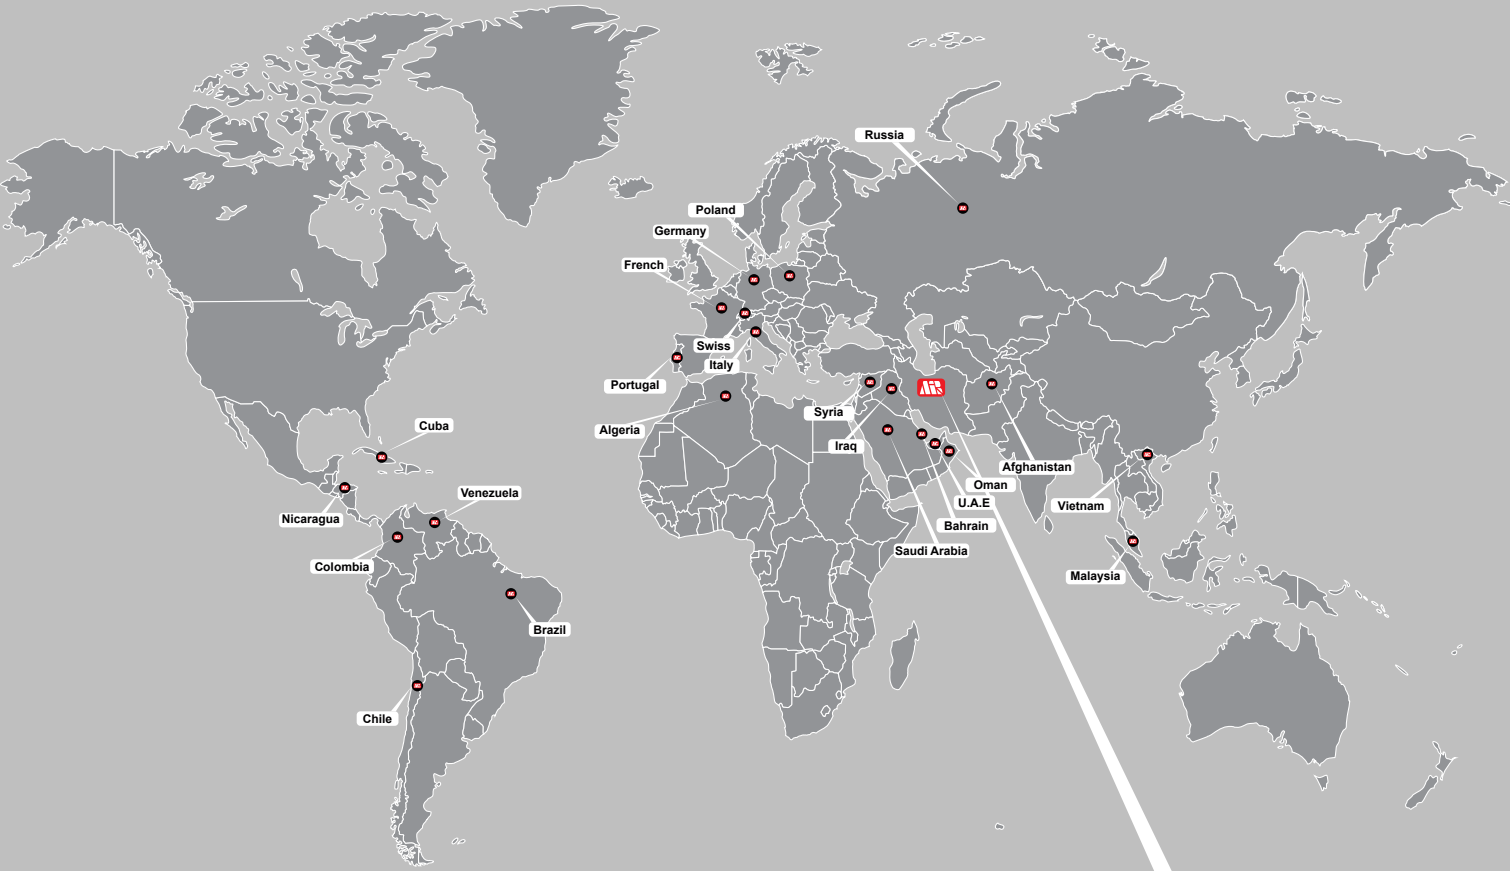 Russia
Poland
Germany
French
Swiss
Italy
Portugal
Algeria
Syria
Iraq
Cuba
Afghanistan
Oman
Venezuela
U.A.E
Vietnam
Nicaragua
Bahrain
Saudi Arabia
Colombia
Malaysia
Brazil
Chile